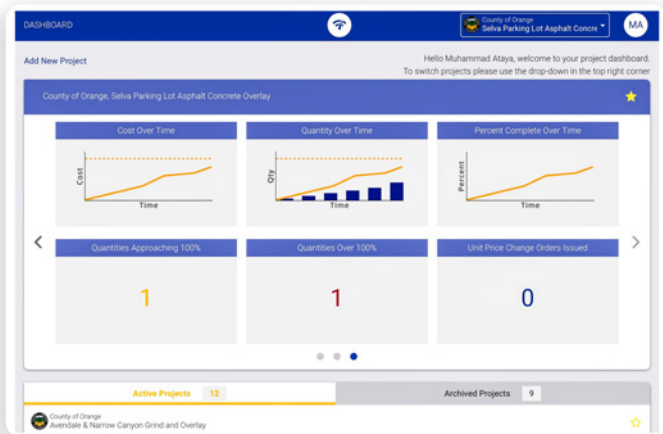 DASHBOARD
County of Orange
Selva Parking Lot Asphalt Concre
MA
Add New Project
Hello Muhammad Ataya, welcome to your project dashboard.
To switch projects please use the drop-down in the top right corner
County of Orange, Selva Parking Lot Asphalt Concrete Overlay
Cost Over Time
Quantity Over Time
Percent Complete Over Time
Cost
Time
Qty
Time
Percent
Time
Quantities Approaching 100%
Quantities Over 100%
Unit Price Change Orders Issued
1
1
0
Active Projects 12
Archived Projects 9
County of Orange
Avendale & Narrow Canyon Grind and Overlay